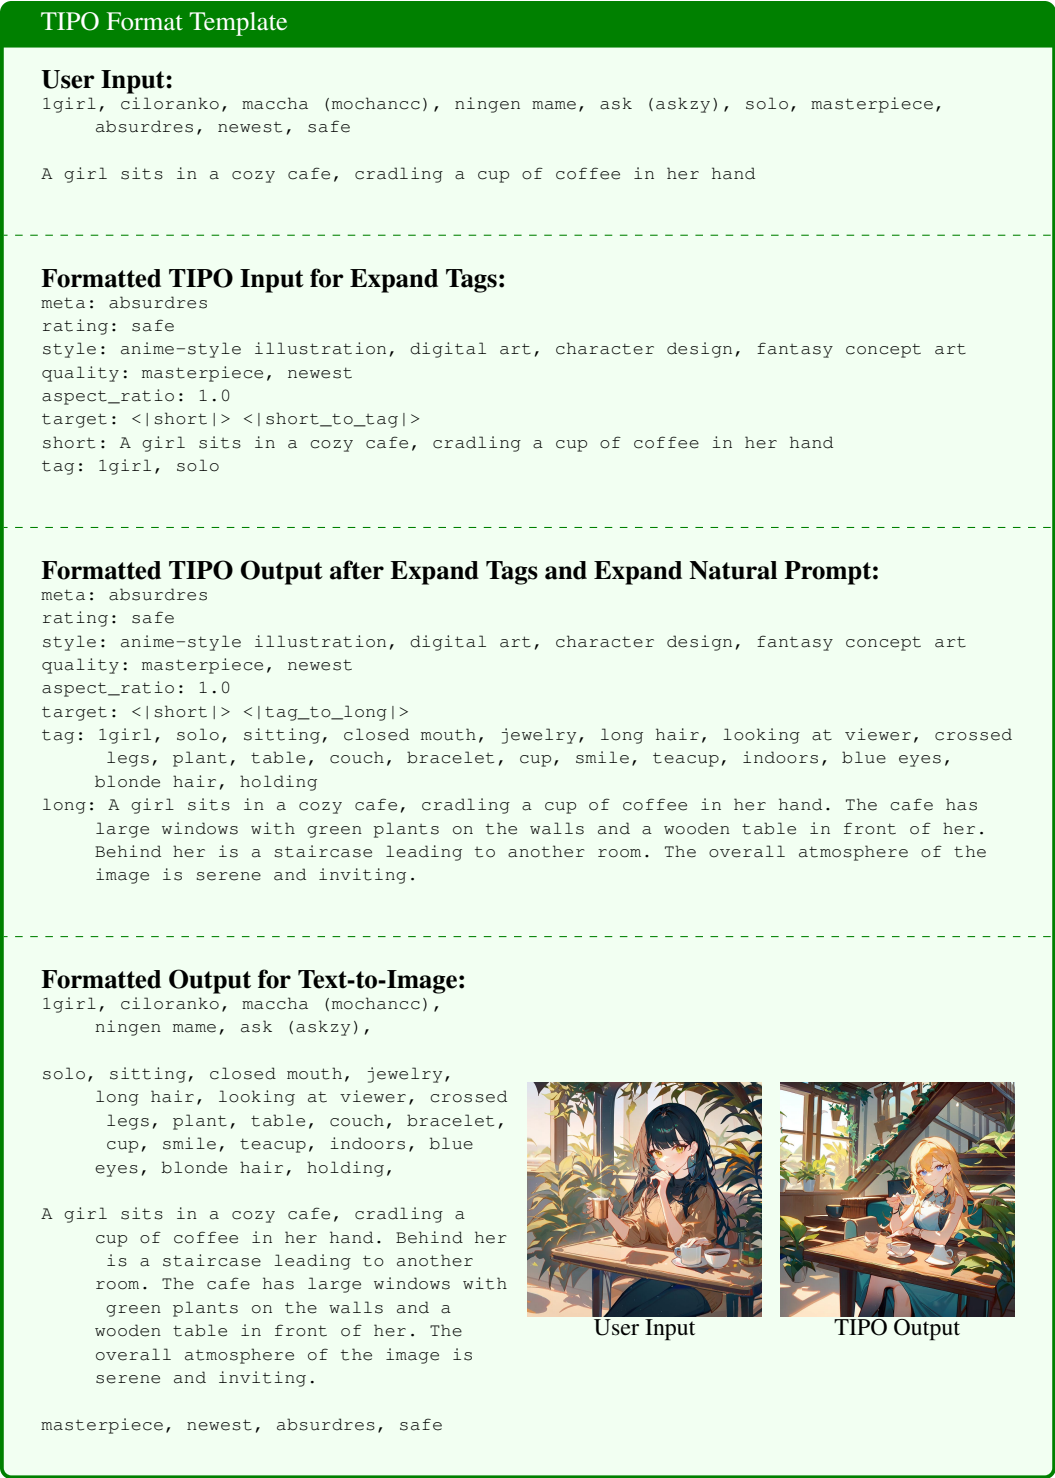 TIPO Format Template
User Input:
1girl, ciloranko, maccha (mochancc), ningen mame, ask (askzy), solo, masterpiece,
absurdres, newest, safe
A girl sits in a cozy cafe, cradling a cup of coffee in her hand
Formatted TIPO Input for Expand Tags:
meta: absurdres
rating: safe
style: anime-style illustration, digital art, character design, fantasy concept art
quality: masterpiece, newest
aspect_ratio: 1.0
target: <|short|> <|short_to_tag|>
short: A girl sits in a cozy cafe, cradling a cup of coffee in her hand
tag: 1girl, solo
Formatted TIPO Output after Expand Tags and Expand Natural Prompt:
meta: absurdres
rating: safe
style: anime-style illustration, digital art, character design, fantasy concept art
quality: masterpiece, newest
aspect_ratio: 1.0
target: <|short|> <|tag_to_long|>
tag: 1girl, solo, sitting, closed mouth, jewelry, long hair, looking at viewer, crossed
legs, plant, table, couch, bracelet, cup, smile, teacup, indoors, blue eyes,
blonde hair, holding
long: A girl sits in a cozy cafe, cradling a cup of coffee in her hand. The cafe has
large windows with green plants on the walls and a wooden table in front of her.
Behind her is a staircase leading to another room. The overall atmosphere of the
image is serene and inviting.
Formatted Output for Text-to-Image:
1girl, ciloranko, maccha (mochancc),
ningen mame, ask (askzy),
solo, sitting, closed mouth, jewelry,
long hair, looking at viewer, crossed
legs, plant, table, couch, bracelet,
cup, smile, teacup, indoors, blue
eyes, blonde hair, holding,
A girl sits in a cozy cafe, cradling a
cup of coffee in her hand. Behind her
is a staircase leading to another
room. The cafe has large windows with
green plants on the walls and a
wooden table in front of her. The
overall atmosphere of the image is
serene and inviting.
masterpiece, newest, absurdres, safe
User Input
TIPO Output